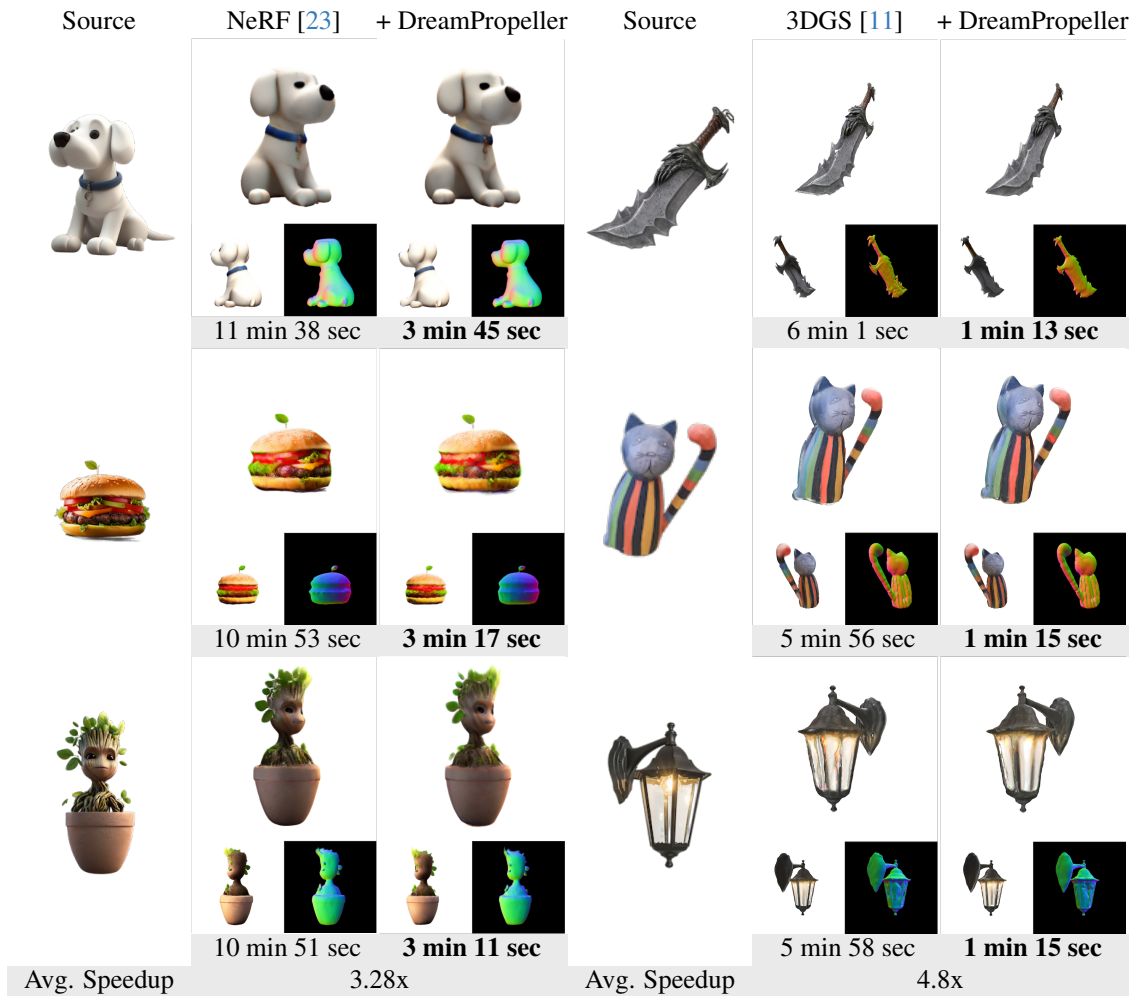 Source NeRF [23] + DreamPropeller Source 3DGS [11] + DreamPropeller
11 min 38 sec 3 min 45 sec 6 min 1 sec 1 min 13 sec
10 min 53 sec 3 min 17 sec 5 min 56 sec 1 min 15 sec
10 min 51 sec 3 min 11 sec 5 min 58 sec 1 min 15 sec
Avg. Speedup 3.28x Avg. Speedup 4.8x